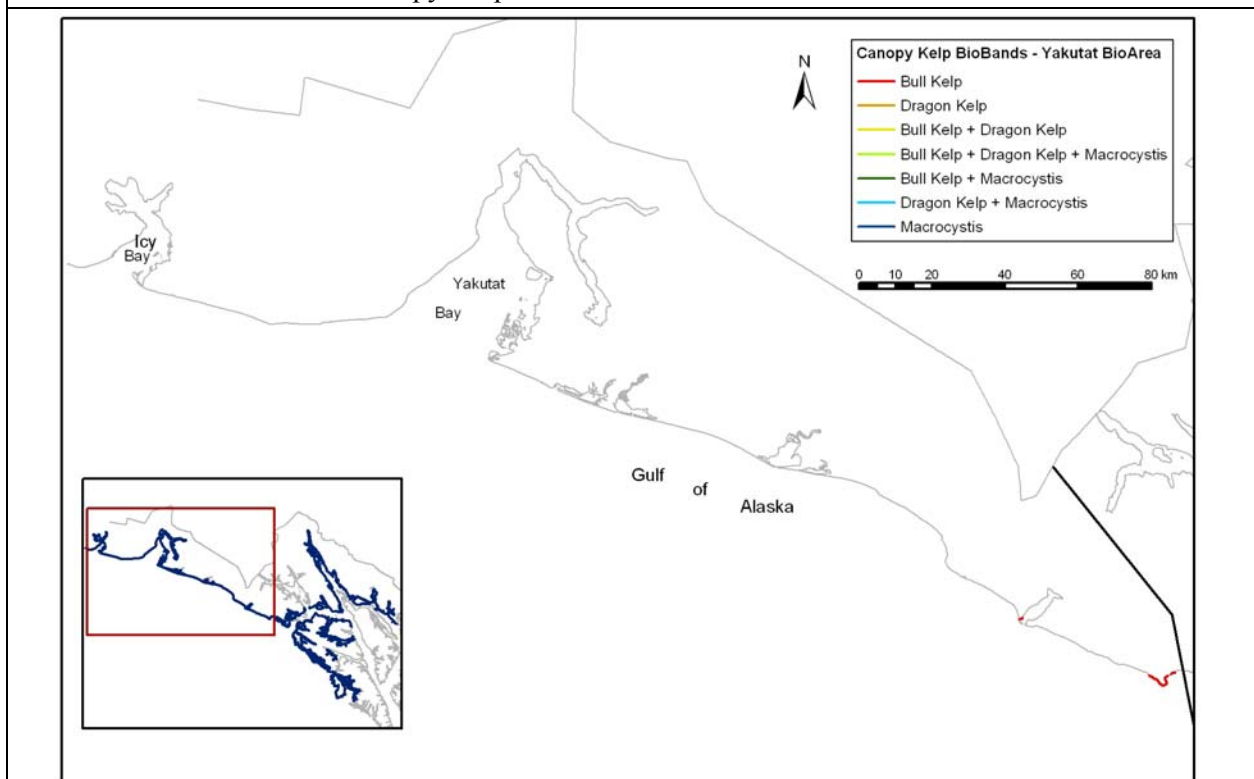 N
Canopy Kelp BioBands - Yakutat BioArea
Bull Kelp
Dragon Kelp
Bull Kelp + Dragon Kelp
Bull Kelp + Dragon Kelp + Macrocystis
Bull Kelp + Macrocystis
Dragon Kelp + Macrocystis
Macrocystis
0 10 20 40 60 80 km
Icy
Bay
Yakutat
Bay
Gulf
of
Alaska